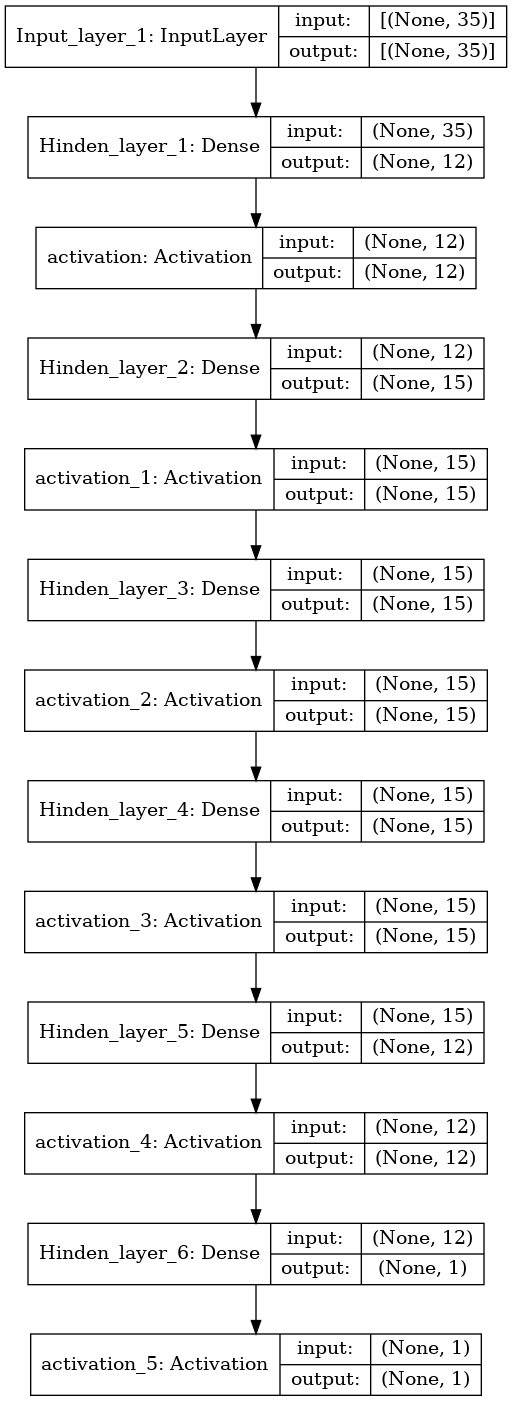 Input_layer_1: InputLayer
input: [(None, 35)]
output: [(None, 35)]
Hinden_layer_1: Dense
input: (None, 35)
output: (None, 12)
activation: Activation
input: (None, 12)
output: (None, 12)
Hinden_layer_2: Dense
input: (None, 12)
output: (None, 15)
activation_1: Activation
input: (None, 15)
output: (None, 15)
Hinden_layer_3: Dense
input: (None, 15)
output: (None, 15)
activation_2: Activation
input: (None, 15)
output: (None, 15)
Hinden_layer_4: Dense
input: (None, 15)
output: (None, 15)
activation_3: Activation
input: (None, 15)
output: (None, 15)
Hinden_layer_5: Dense
input: (None, 15)
output: (None, 12)
activation_4: Activation
input: (None, 12)
output: (None, 12)
Hinden_layer_6: Dense
input: (None, 12)
output: (None, 1)
activation_5: Activation
input: (None, 1)
output: (None, 1)